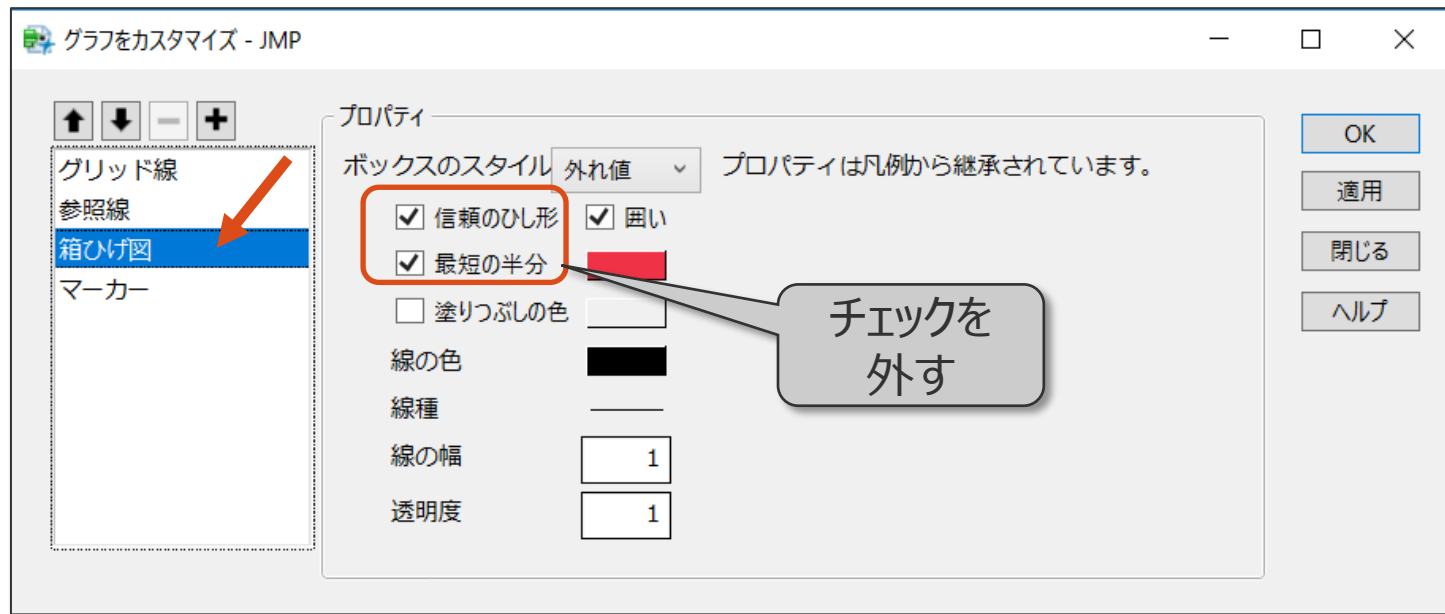 グラフをカスタマイズ - JMP
グリッド線
参照線
箱ひげ図
マーカー
プロパティ
ボックスのスタイル 外れ値 プロパティは凡例から継承されています。
信頼のひし形 囲い
最短の半分
塗りつぶしの色
線の色
線種
線の幅 1
透明度 1
チェックを
外す
OK
適用
閉じる
ヘルプ